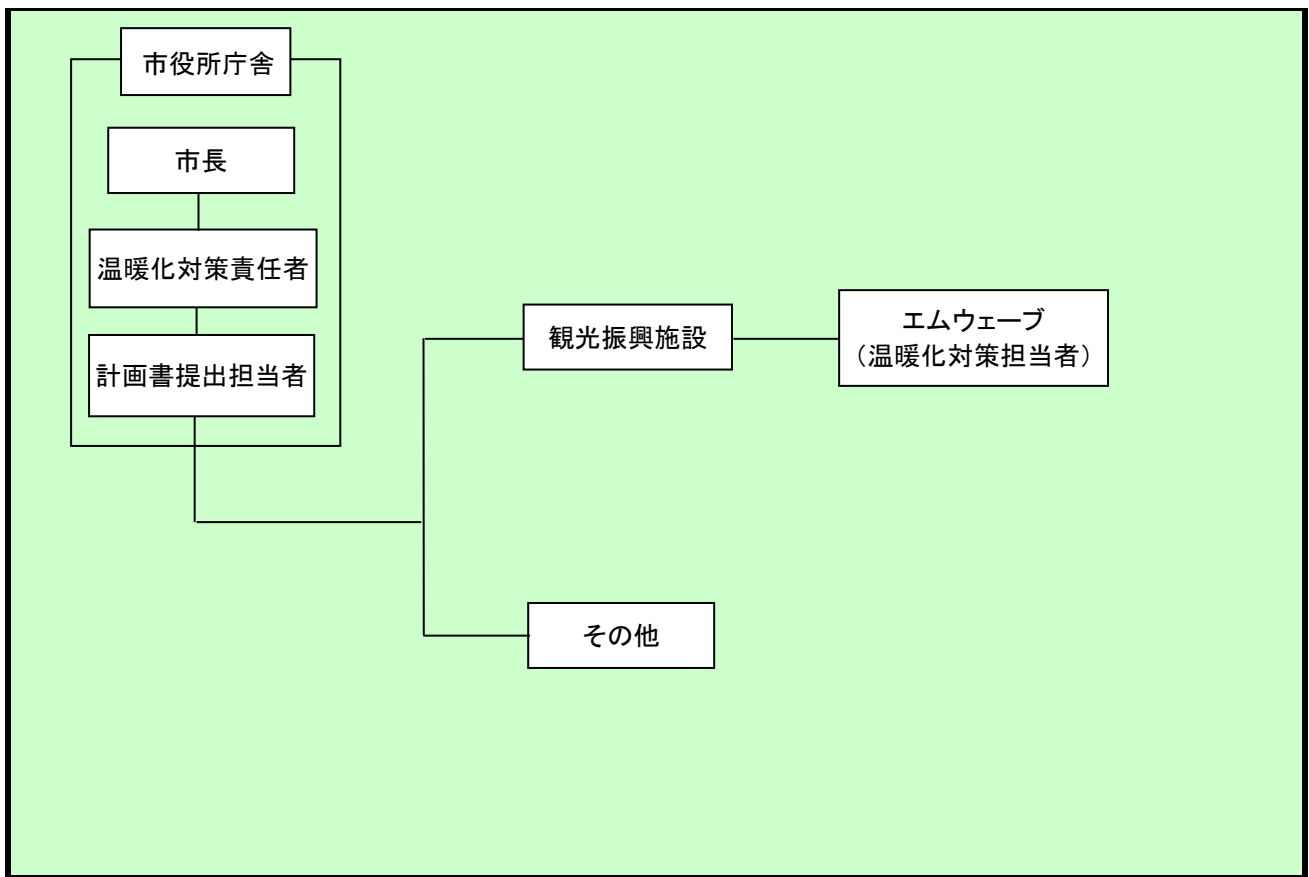 市役所庁舎
市長
温暖化対策責任者
計画書提出担当者
観光振興施設
エムウェーブ
（温暖化対策担当者）
その他